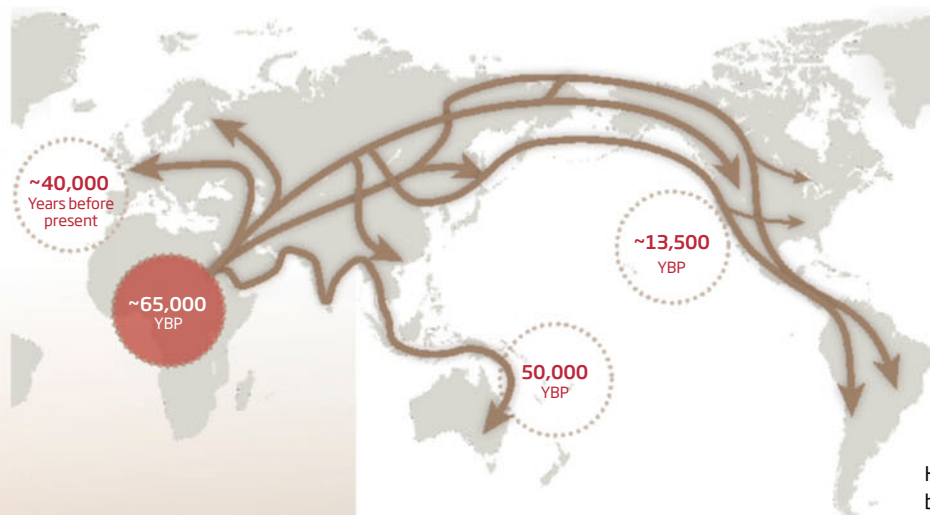 ~40,000
Years before
present
~65,000
YBP
50,000
YBP
~13,500
YBP